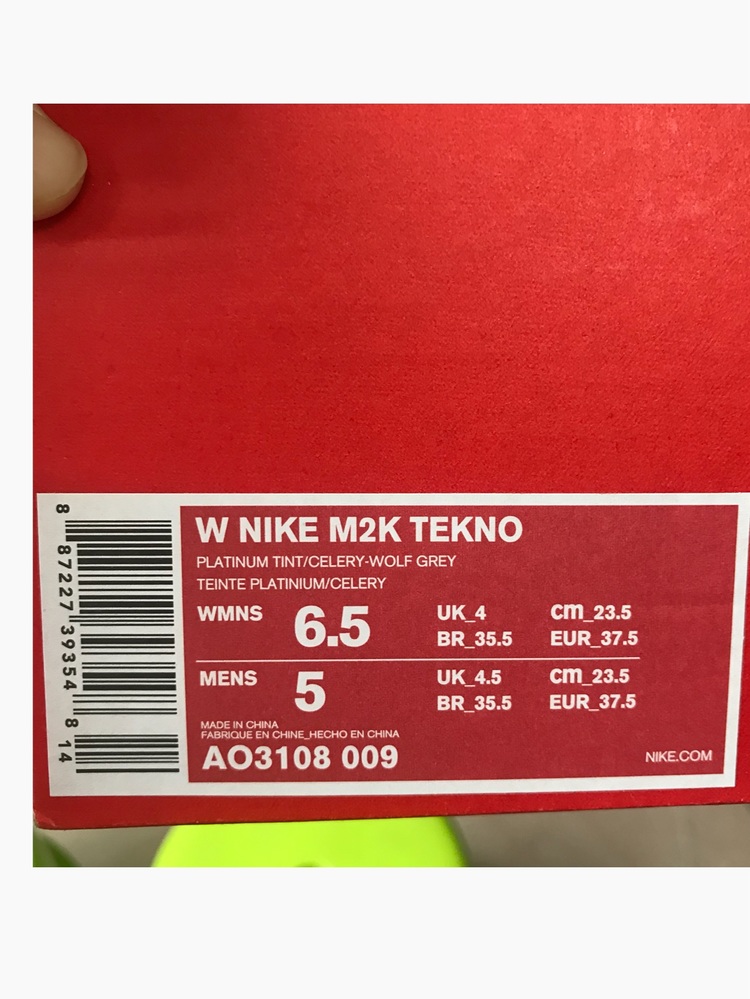 8 87227 39354 8 14
W NIKE M2K TEKNO
PLATINUM TINT/CELERY-WOLF GREY
TEINTE PLATINIUM/CELERY
WMNS 6.5 UK_4 cm_23.5
BR_35.5 EUR_37.5
MENS 5 UK_4.5 cm_23.5
BR_35.5 EUR_37.5
MADE IN CHINA
FABRIQUE EN CHINE_HECHO EN CHINA
AO3108 009 NIKE.COM